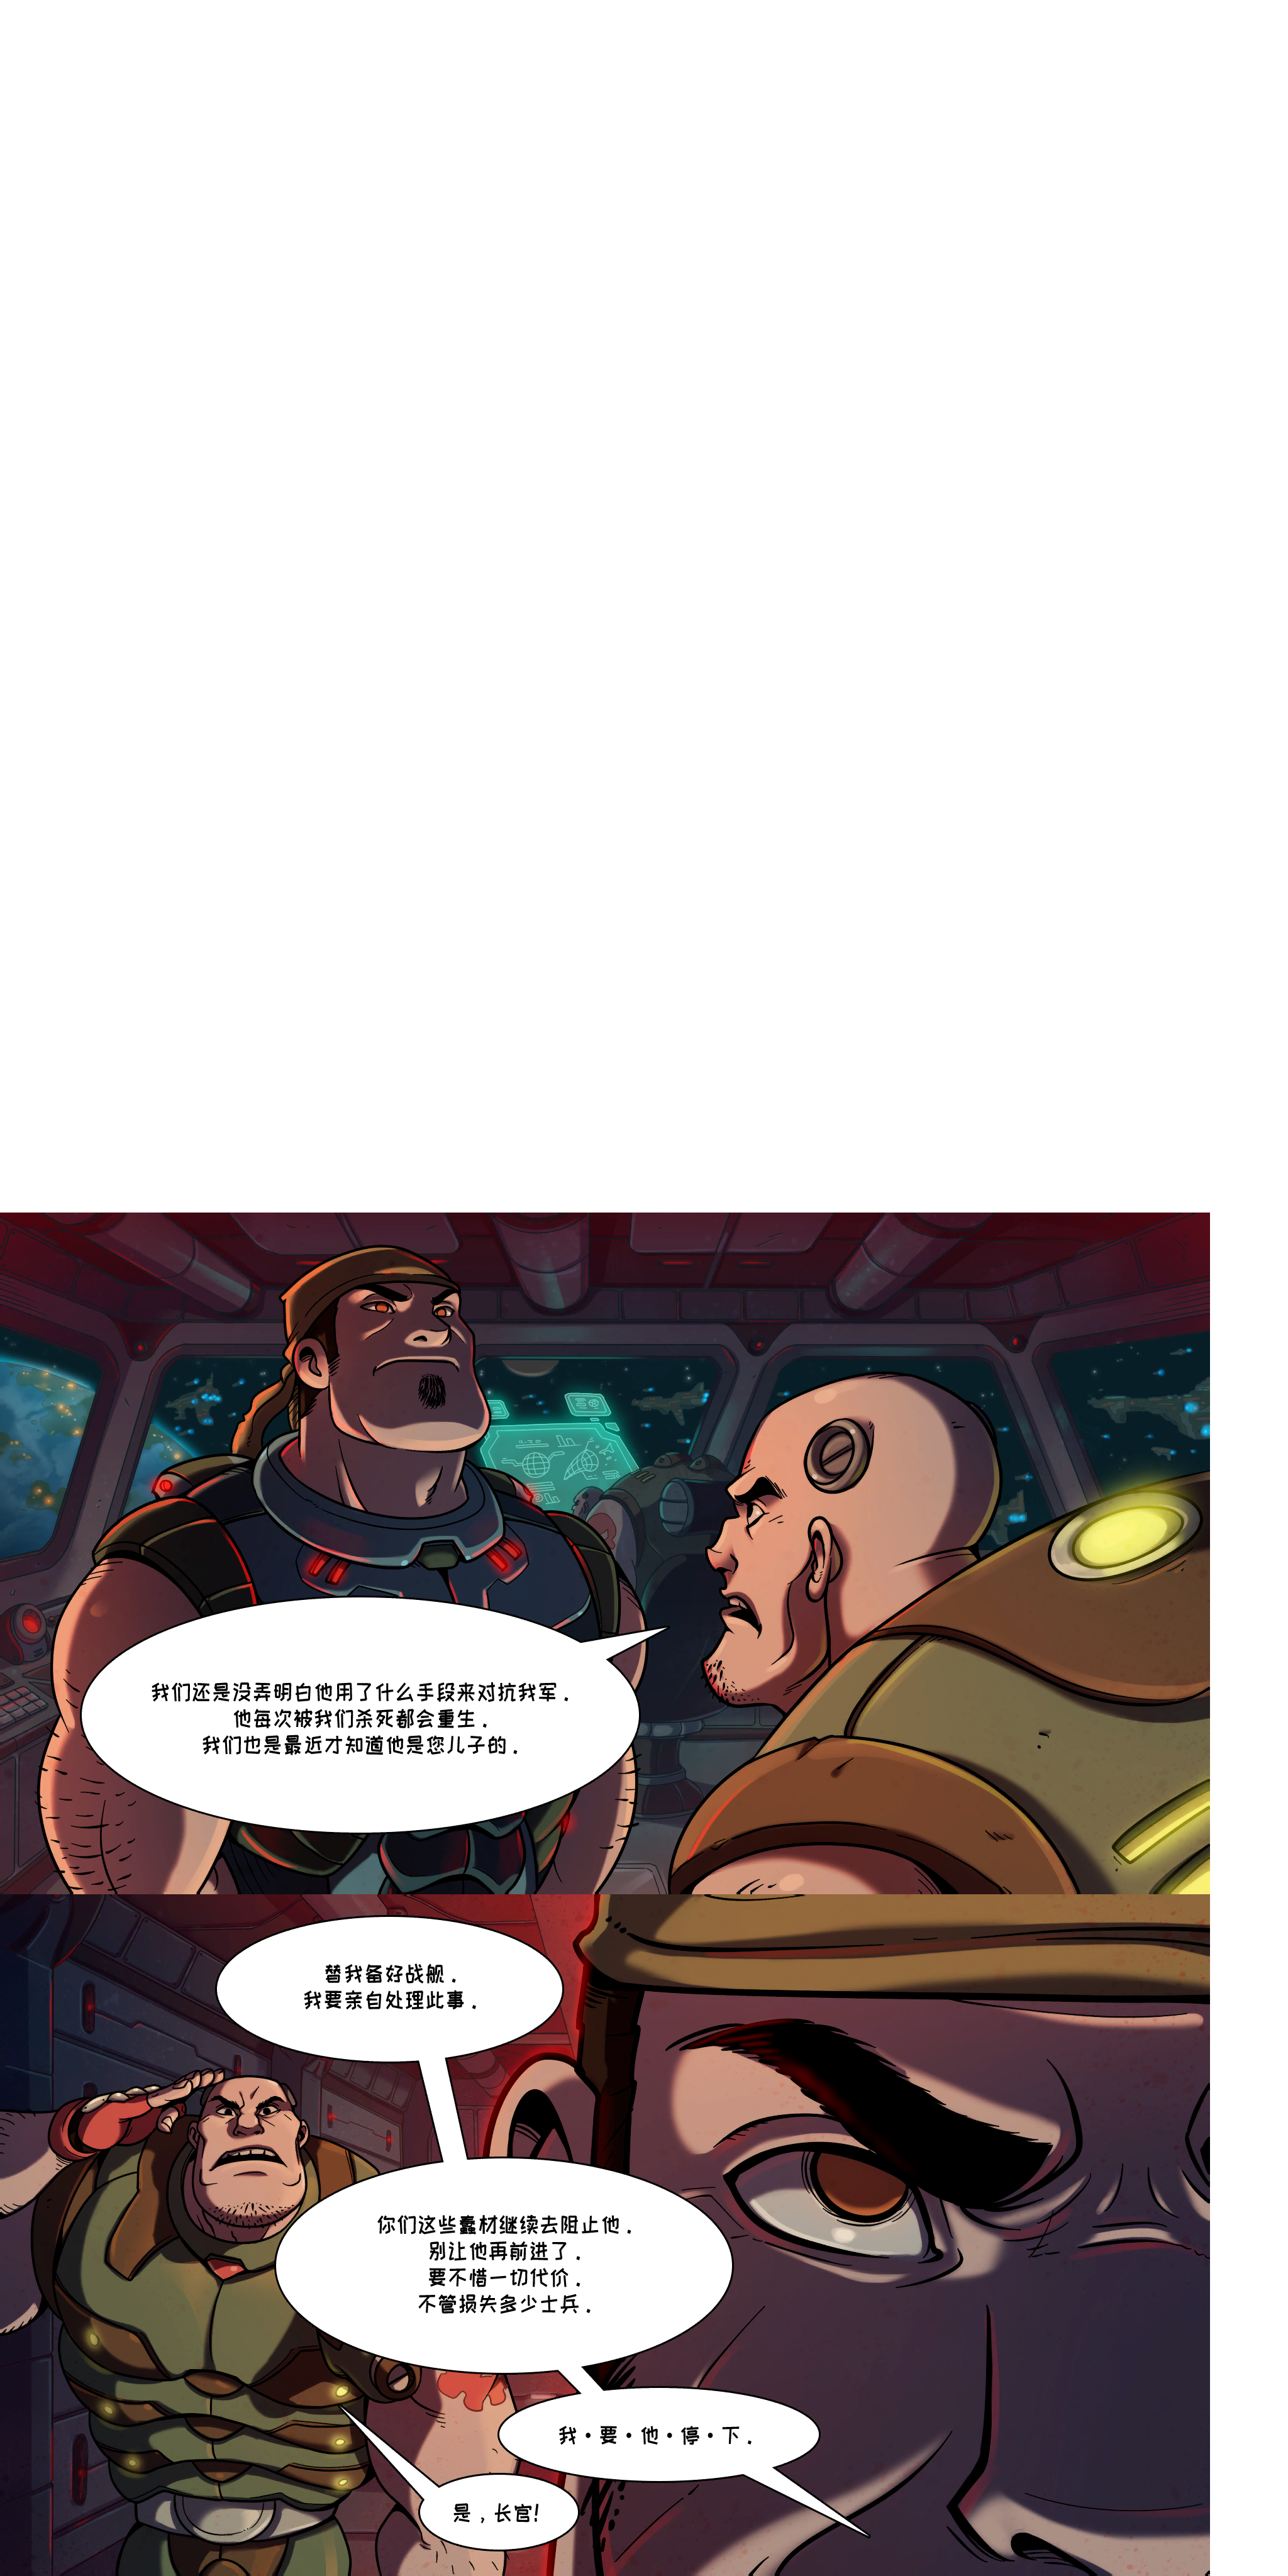 我们还是没弄明白他用了什么手段来对抗我军.
他每次被我们杀死都会重生.
我们也是最近才知道他是您儿子的.
替我备好战舰.
我要亲自处理此事.
你们这些蠢材继续去阻止他.
别让他再前进了.
要不惜一切代价.
不管损失多少士兵.
我·要·他·停·下.
是,长官!